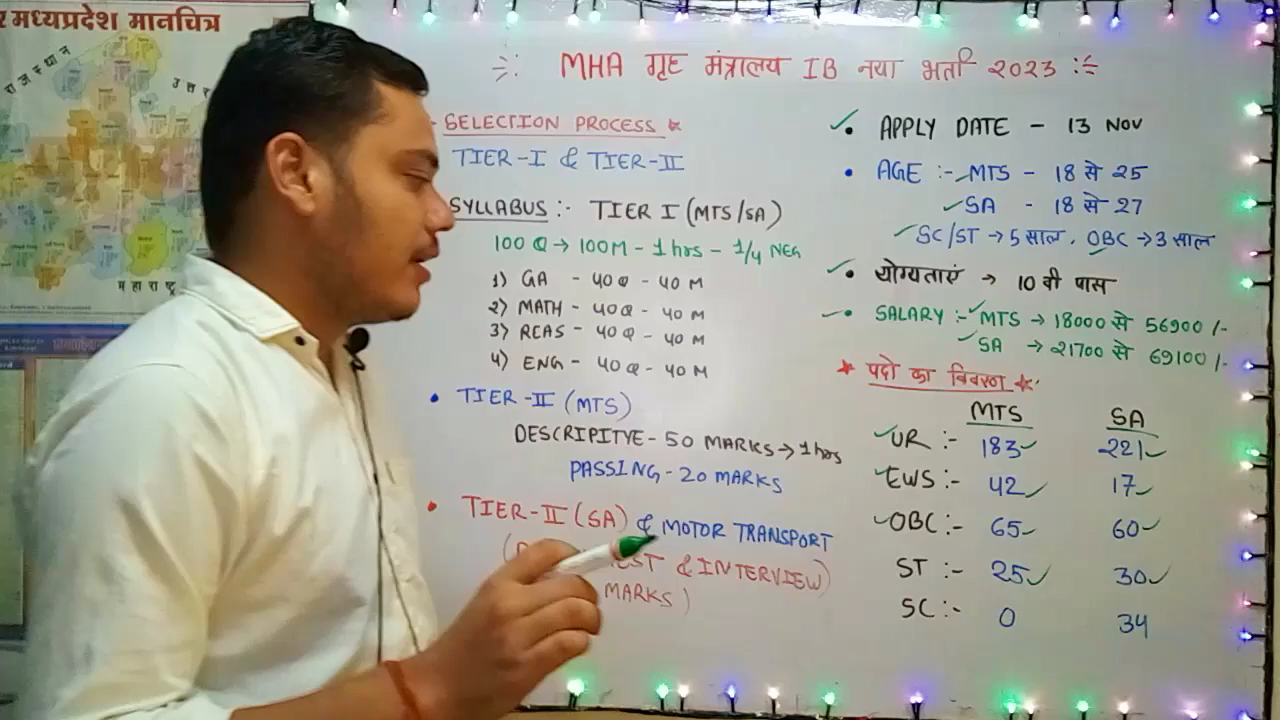 मध्यप्रदेश मानचित्र
राजस्थान
महाराष्ट्र
MHA गृह मंत्रालय IB नया भर्ती 2023
SELECTION PROCESS
TIER-I & TIER-II
SYLLABUS :- TIER I (MTS/SA)
100 Q → 100M - 1 hrs - 1/4 NEG
1) GA - 40 Q - 40 M
2) MATH - 40Q - 40 M
3) REAS - 40Q - 40 M
4) ENG - 40 Q - 40 M
• TIER-II (MTS)
DESCRIPITYE - 50 MARKS → 1 hrs
PASSING - 20 MARKS
• TIER-II (SA) & MOTOR TRANSPORT
& INTERVIEW)
MARKS)
• APPLY DATE - 13 NOV
• AGE :- MTS - 18 से 25
SA - 18 से 27
SC/ST → 5 साल, OBC → 3 साल
• योग्यताएं → 10 वी पास
• SALARY :- MTS → 18000 से 56900 /-
SA → 21700 से 69100 /-
पदो का विवरण
MTS SA
UR :- 183 221
EWS :- 42 17
OBC :- 65 60
ST :- 25 30
SC :- 0 34